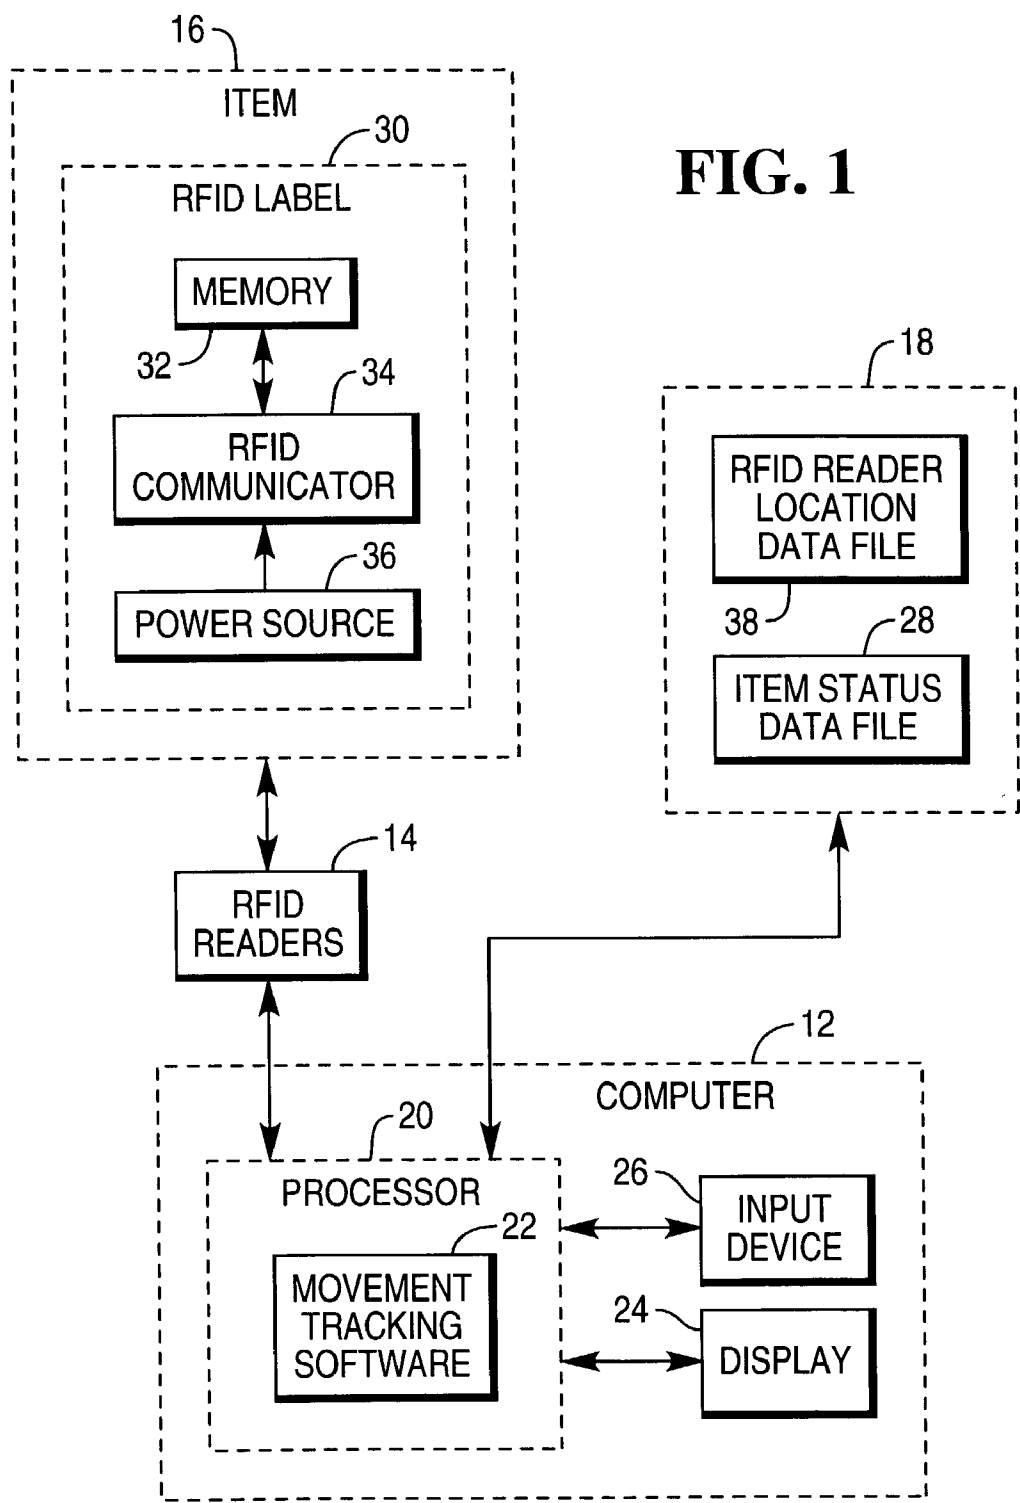 16
ITEM
30
FIG. 1
RFID LABEL
MEMORY
32
34
RFID
COMMUNICATOR
36
POWER SOURCE
18
RFID READER
LOCATION
DATA FILE
38
28
ITEM STATUS
DATA FILE
14
RFID
READERS
12
COMPUTER
20
PROCESSOR
22
MOVEMENT
TRACKING
SOFTWARE
26
INPUT
DEVICE
24
DISPLAY